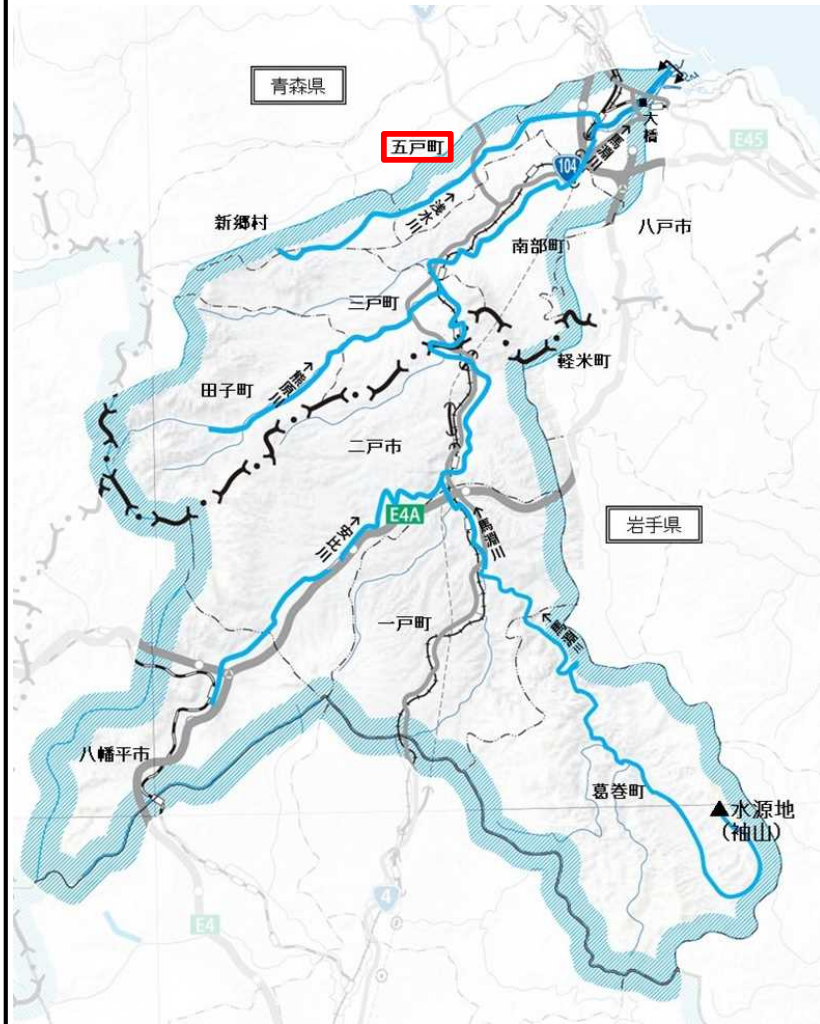 青森県
五戸町
大橋
↑馬淵川
E45
104
新郷村
↑浅水川
八戸市
南部町
三戸町
軽米町
↑熊原川
田子町
二戸市
E4A
↑安比川
↑馬淵川
岩手県
一戸町
↑馬淵川
八幡平市
葛巻町
▲水源地
(袖山)
4
E4